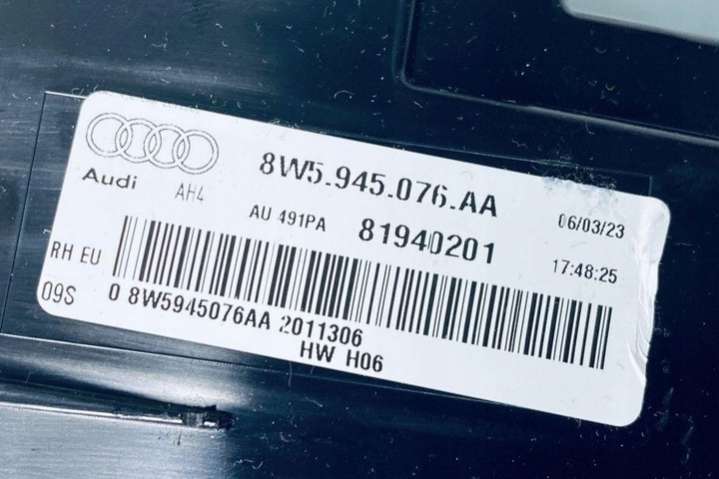 Audi
AH4
8W5.945.076.AA
06/03/23
AU 491PA
81940201
17:48:25
RH EU
09S
0 8W5945076AA 2011306
HW H06